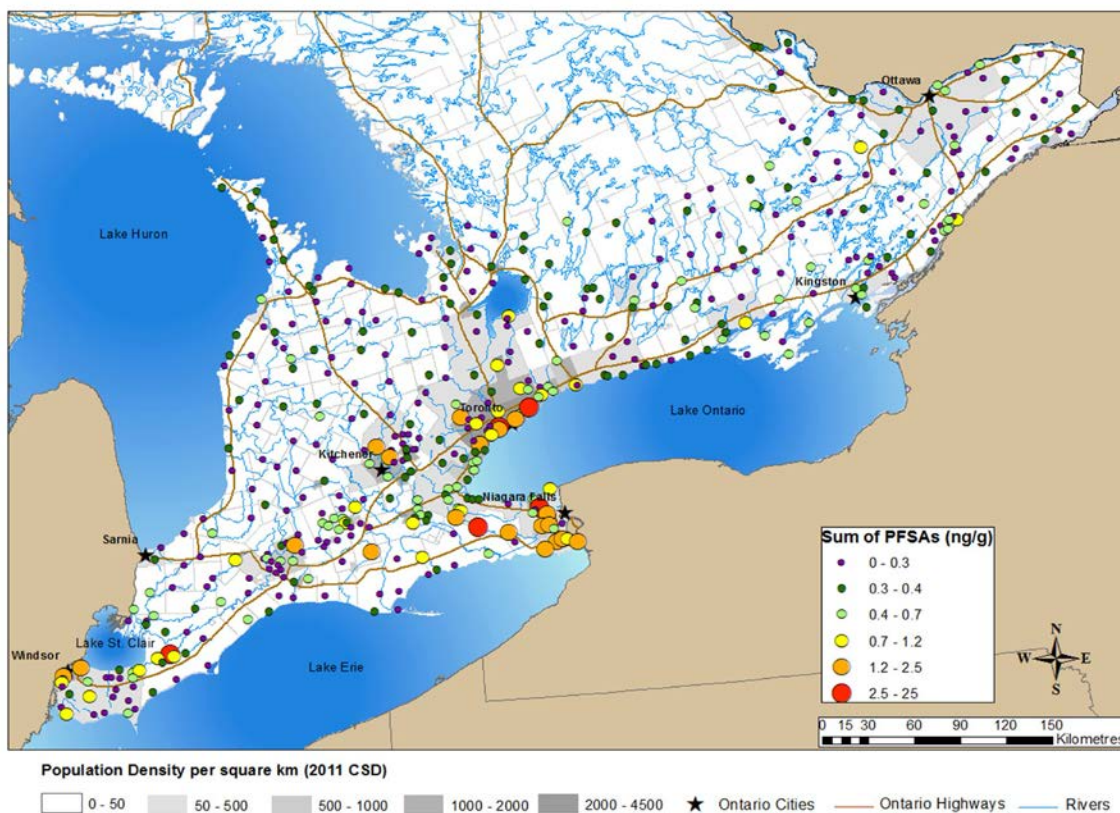 Ottawa
Lake Huron
Kingston
Toronto
Lake Ontario
Kitchener
Niagara Falls
Sarnia
Lake St. Clair
Windsor
Lake Erie
Sum of PFSAs (ng/g)
0 - 0.3
0.3 - 0.4
0.4 - 0.7
0.7 - 1.2
1.2 - 2.5
2.5 - 25
N
W E
S
0 15 30 60 90 120 150
Kilometres
Population Density per square km (2011 CSD)
0 - 50 50 - 500 500 - 1000 1000 - 2000 2000 - 4500 Ontario Cities Ontario Highways Rivers